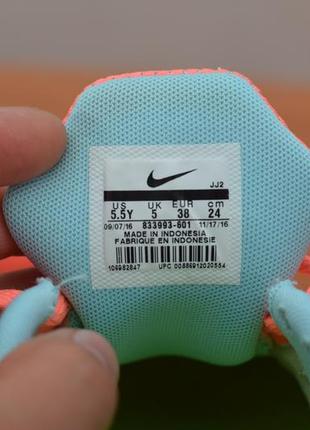 JJ2
US UK EUR cm
5.5Y 5 38 24
09/07/16 833993-601 11/17/16
MADE IN INDONESIA
FABRIQUE EN INDONESIE
106982847 UPC